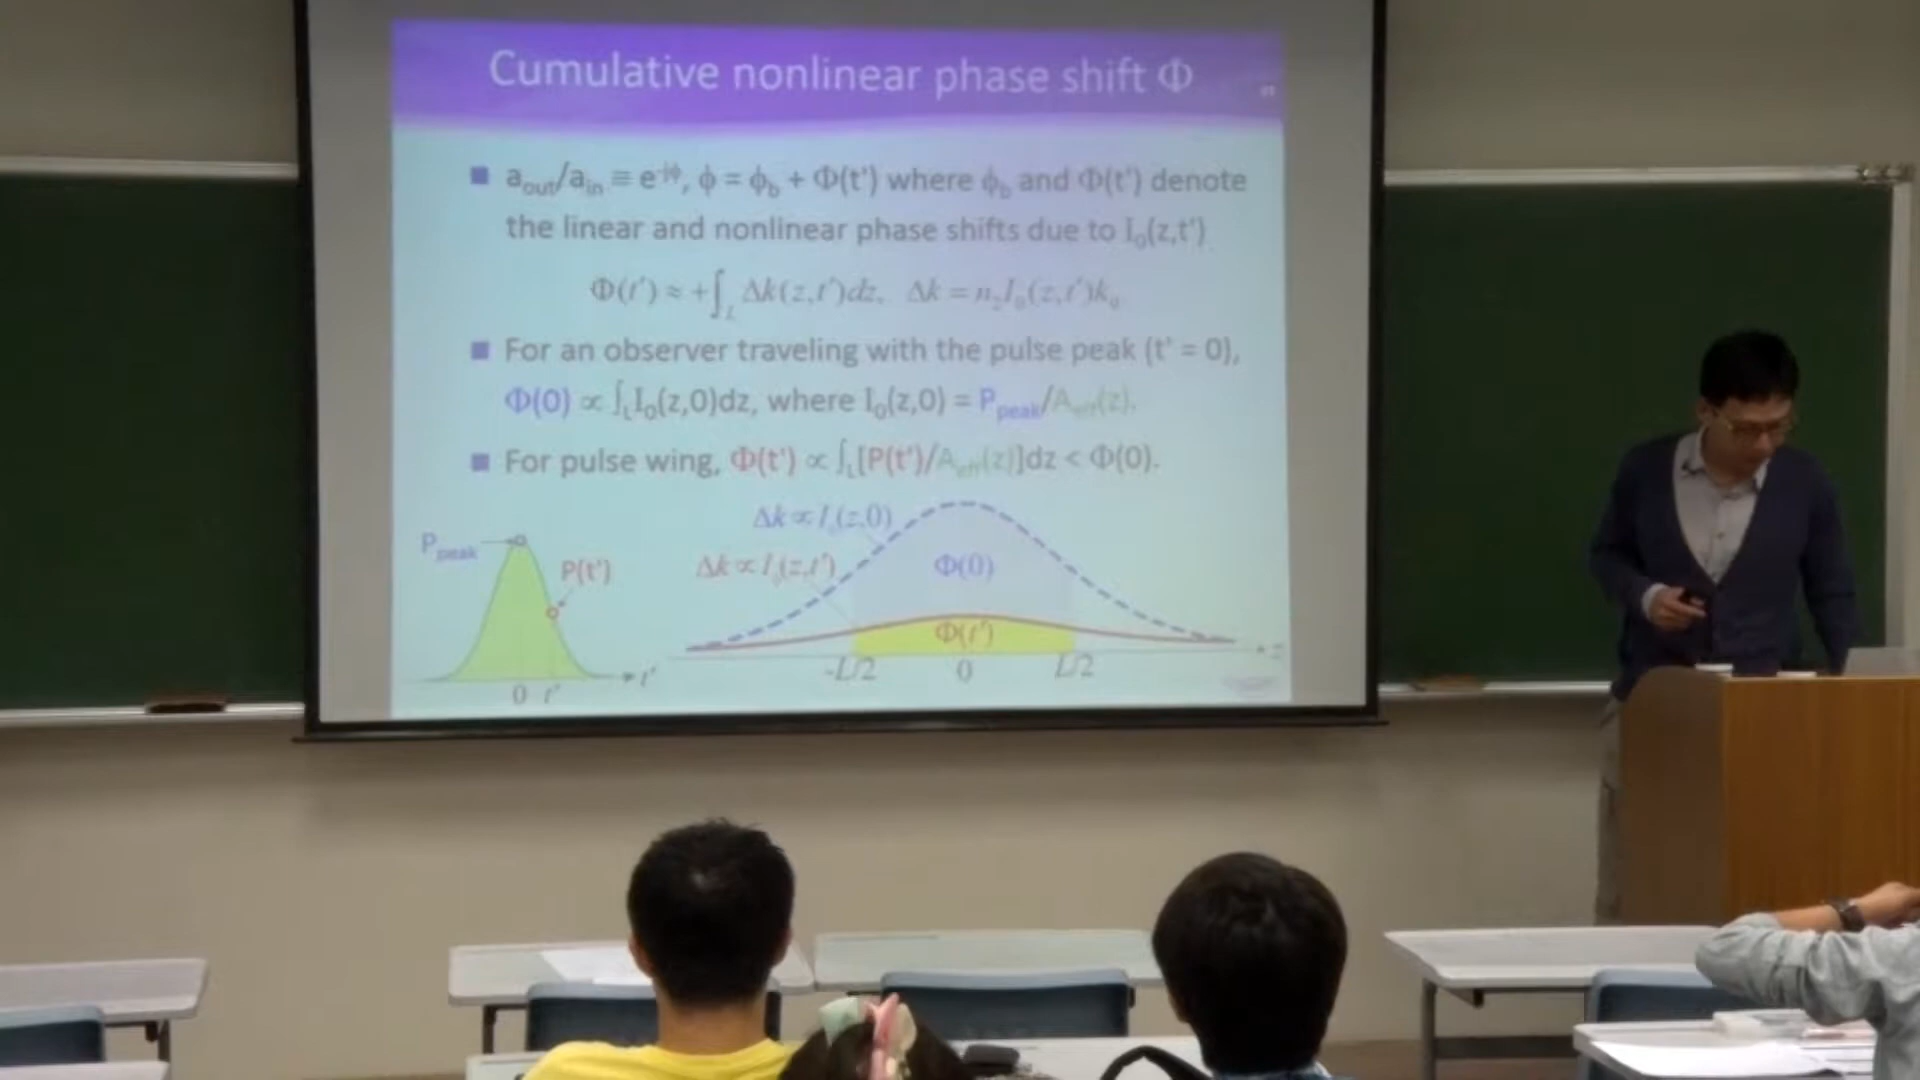 Cumulative nonlinear phase shift Φ
■ a_out/a_in ≡ e^-jϕ, ϕ = ϕ_b + Φ(t') where ϕ_b and Φ(t') denote
the linear and nonlinear phase shifts due to I_0(z,t')
Φ(t') ≈ +∫_L Δk(z,t')dz, Δk = n_2I_0(z,t')k_0
■ For an observer traveling with the pulse peak (t' = 0),
Φ(0) ∝ ∫_LI_0(z,0)dz, where I_0(z,0) = P_peak/A_eff(z).
■ For pulse wing, Φ(t') ∝ ∫_L[P(t')/A_eff(z)]dz < Φ(0).
Δk ∝ I_0(z,0)
P_peak
P(t')
Δk ∝ I_0(z,t')
Φ(0)
Φ(t')
t'
z
0 t'
-L/2 0 L/2